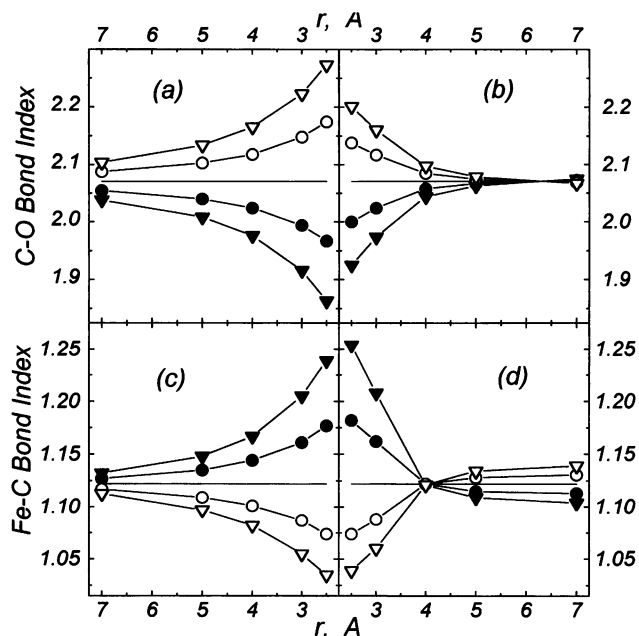 r, A
7 6 5 4 3 3 4 5 6 7
(a) (b)
2.2 2.2
2.1 2.1
2.0 2.0
1.9 1.9
C-O Bond Index
(c) (d)
1.25 1.25
1.20 1.20
1.15 1.15
1.10 1.10
1.05 1.05
Fe-C Bond Index
7 6 5 4 3 3 4 5 6 7
r, A